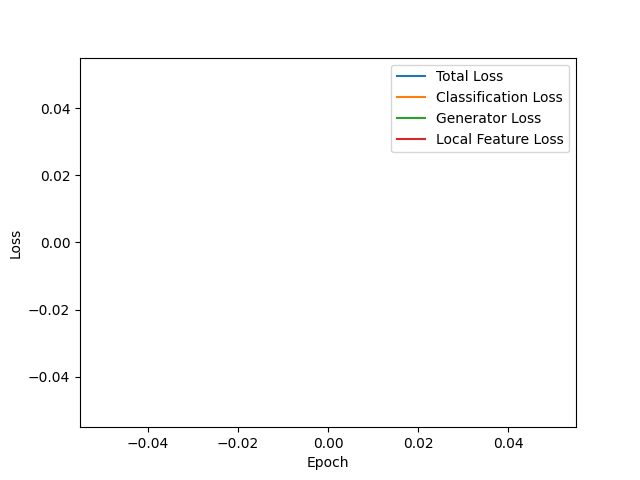 Total Loss
Classification Loss
Generator Loss
Local Feature Loss
0.04
0.02
0.00
−0.02
−0.04
Loss
−0.04 −0.02 0.00 0.02 0.04
Epoch